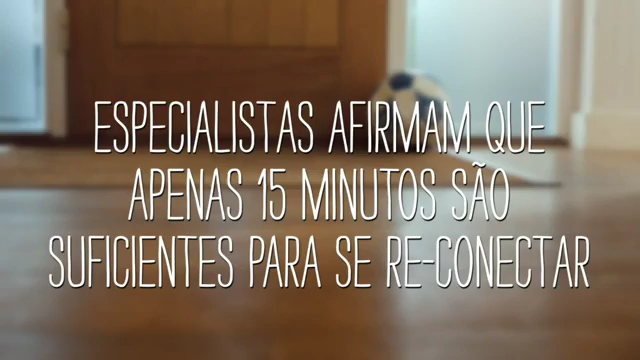 ESPECIALISTAS AFIRMAM QUE
APENAS 15 MINUTOS SÃO
SUFICIENTES PARA SE RE-CONECTAR